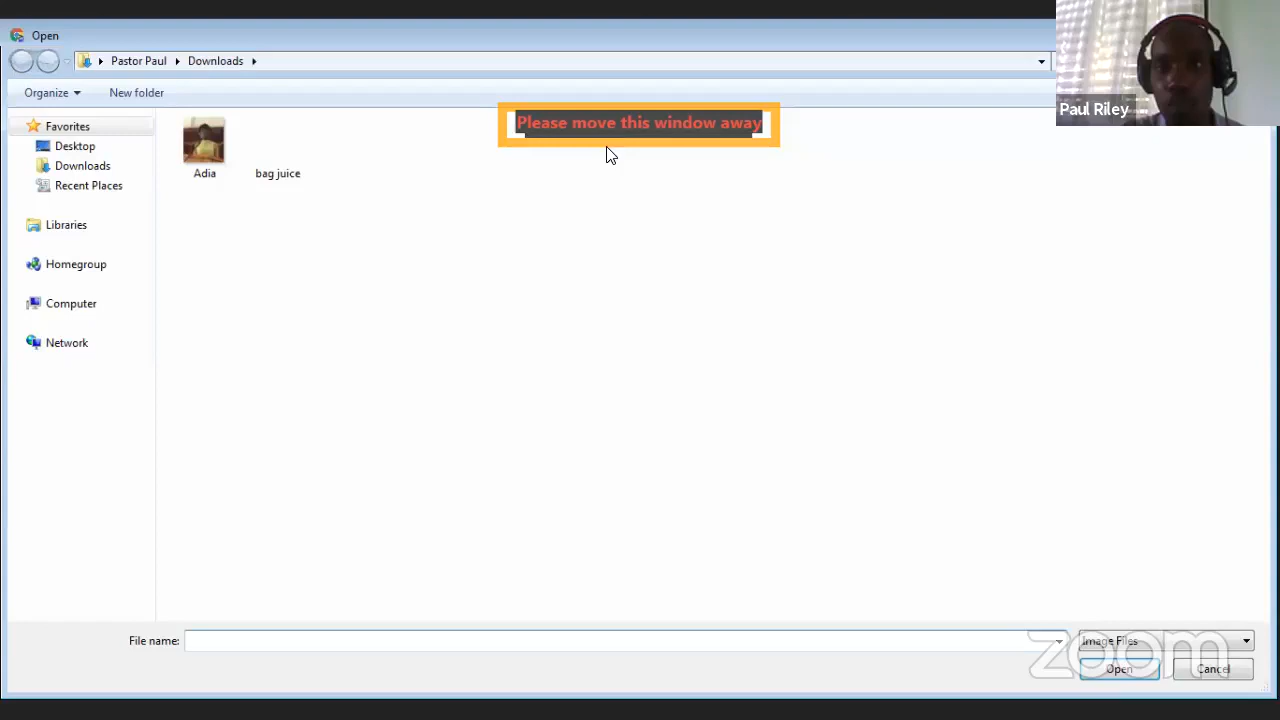 Open
Pastor Paul
Downloads
Organize
New folder
Please move this window away
Paul Riley
Favorites
Desktop
Downloads
Recent Places
Adia
bag juice
Libraries
Homegroup
Computer
Network
File name:
Image Files
Open
Cancel
zoom